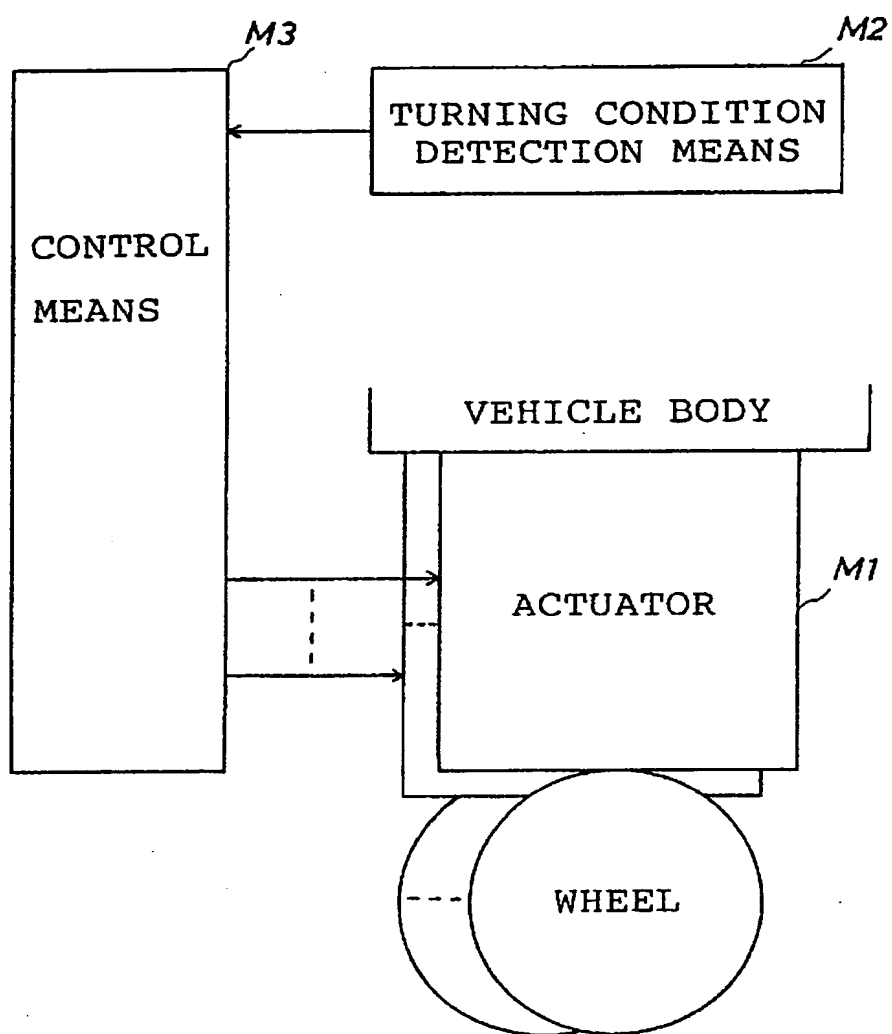 M3
M2
TURNING CONDITION
DETECTION MEANS
CONTROL
MEANS
VEHICLE BODY
M1
ACTUATOR
WHEEL